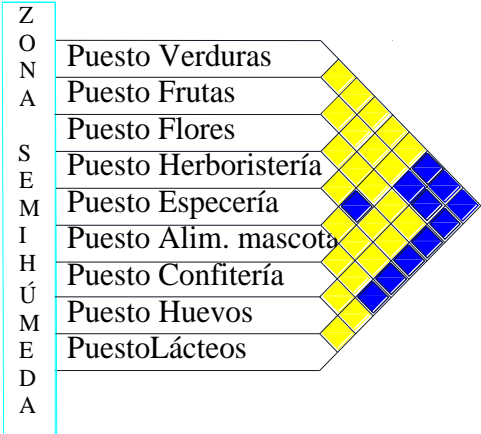 ZONA SEMIHÚMEDA
Puesto Verduras
Puesto Frutas
Puesto Flores
Puesto Herboristería
Puesto Especería
Puesto Alim. mascota
Puesto Confitería
Puesto Huevos
PuestoLácteos